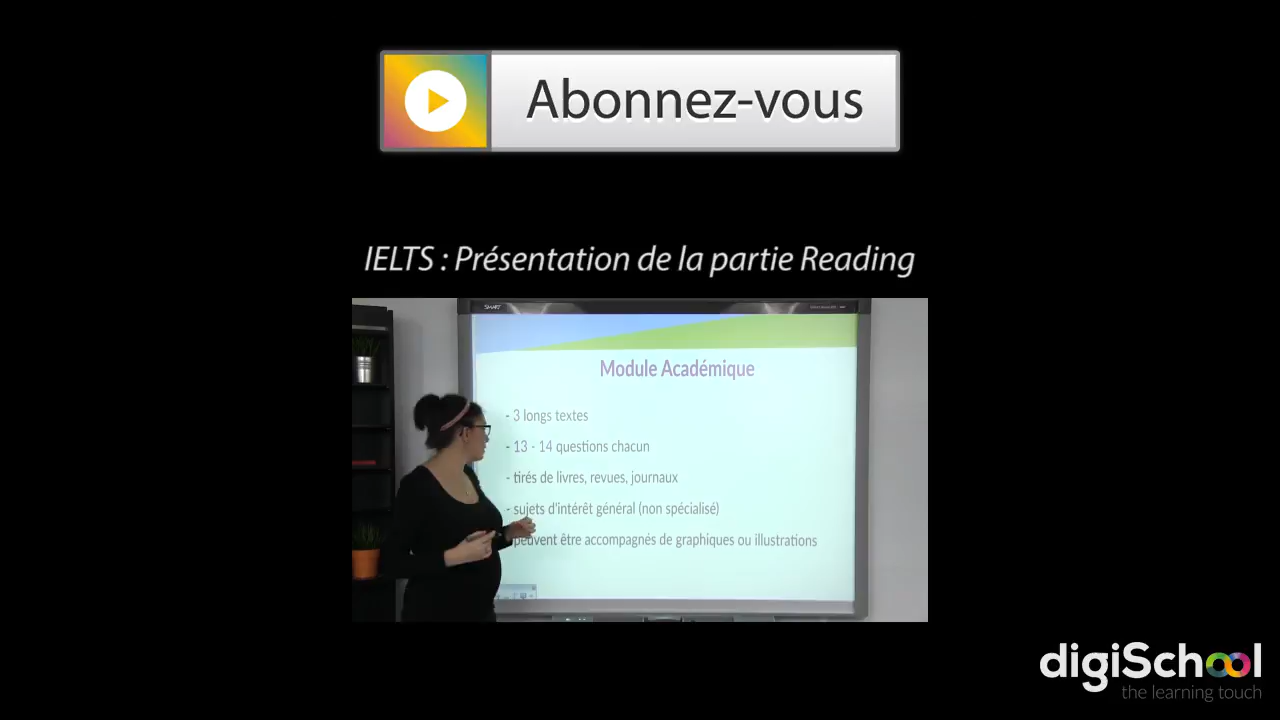 Abonnez-vous
IELTS : Présentation de la partie Reading
SMART
Module Académique
- 3 longs textes
- 13 - 14 questions chacun
- tirés de livres, revues, journaux
- sujets d'intérêt général (non spécialisé)
peuvent être accompagnés de graphiques ou illustrations
digiSchool
the learning touch